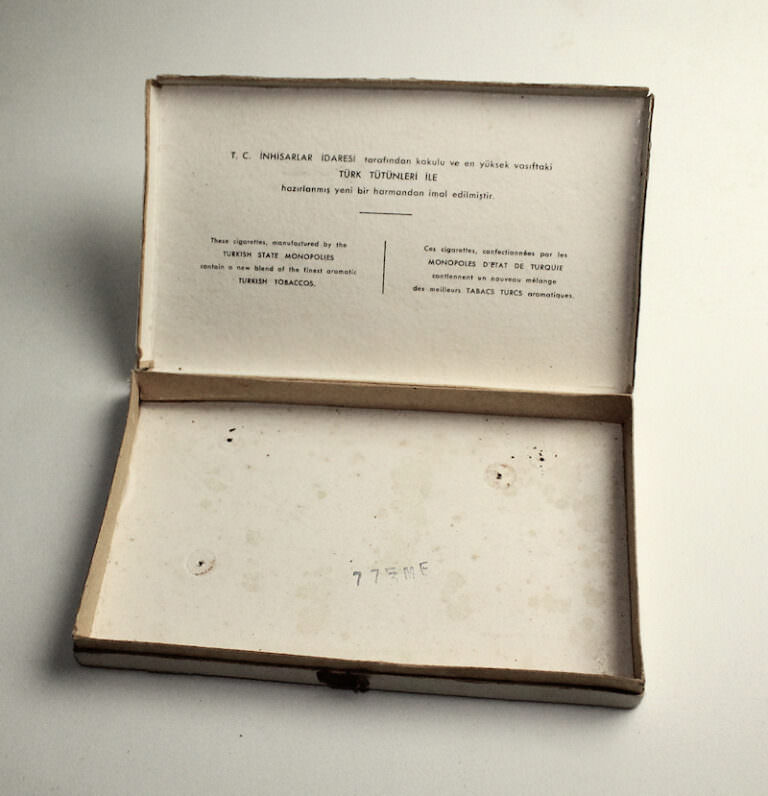 T. C. İNHİSARLAR İDARESİ tarafından kokulu ve en yüksek vasıftaki
TÜRK TÜTÜNLERİ İLE
hazırlanmış yeni bir harmandan imal edilmiştir.
These cigarettes, manufactured by the
TURKISH STATE MONOPOLIES
contain a new blend of the finest aromatic
TURKISH TOBACCOS.
Ces cigarettes, confectionnées par les
MONOPOLES D'ETAT DE TURQUIE
contiennent un nouveau mélange
des meilleurs TABACS TURCS aromatiques.